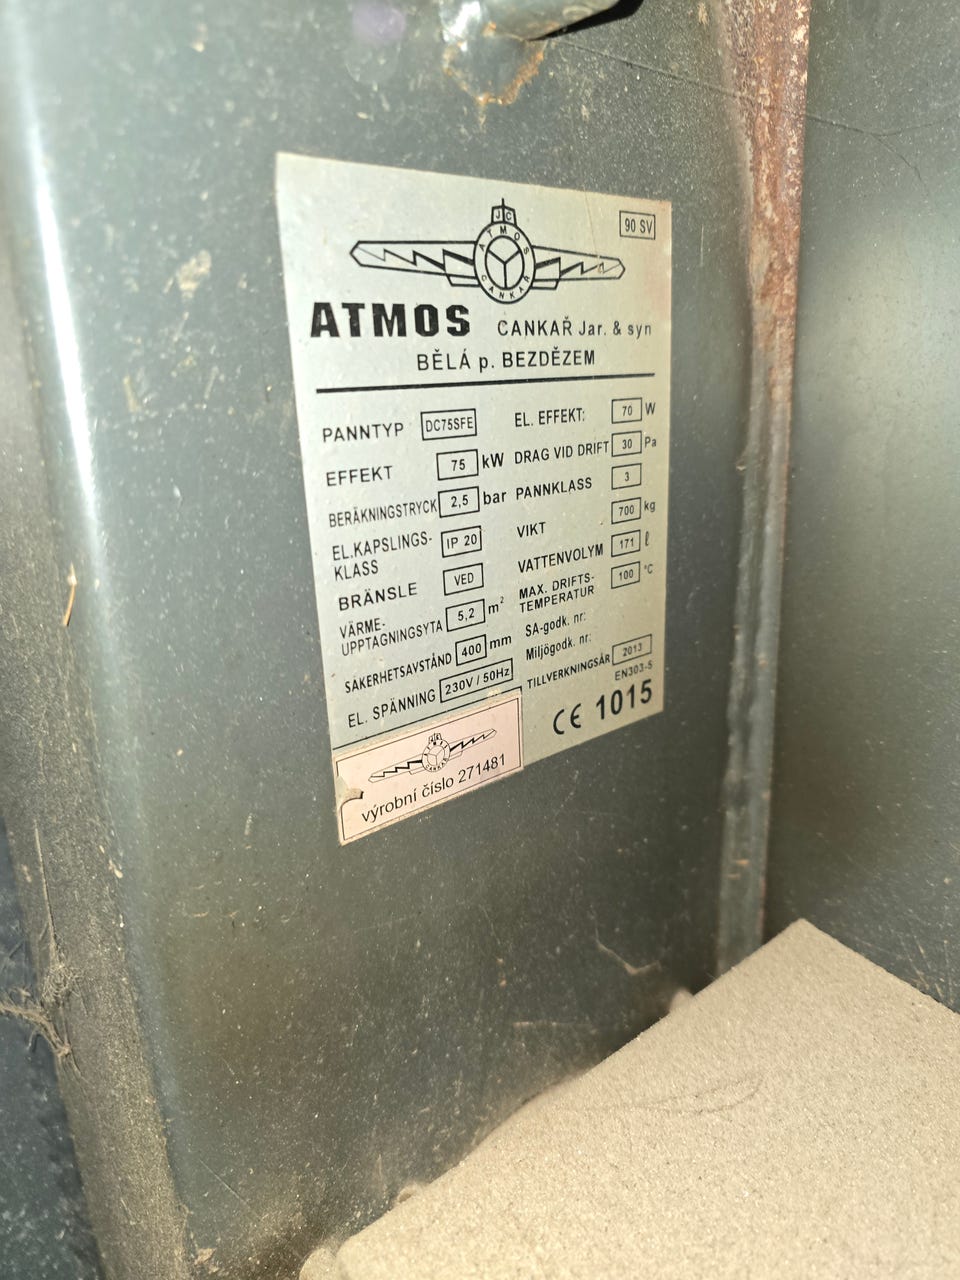 JC
ATMOS
CANKAŘ
90 SV
ATMOS CANKAŘ Jar. & syn
BĚLÁ p. BEZDĚZEM
PANNTYP DC75SFE
EFFEKT 75 kW
BERÄKNINGSTRYCK 2,5 bar
EL.KAPSLINGS-
KLASS IP 20
BRÄNSLE VED
VÄRME-
UPPTAGNINGSYTA 5,2 m²
SÄKERHETSAVSTÅND 400 mm
EL. SPÄNNING 230V / 50Hz
EL. EFFEKT: 70 W
DRAG VID DRIFT 30 Pa
PANNKLASS 3
VIKT 700 kg
VATTENVOLYM 171 ℓ
MAX. DRIFTS-
TEMPERATUR 100 °C
SA-godk. nr:
Miljögodk. nr:
TILLVERKNINGSÅR 2013
EN303-5
CE 1015
výrobní číslo 271481